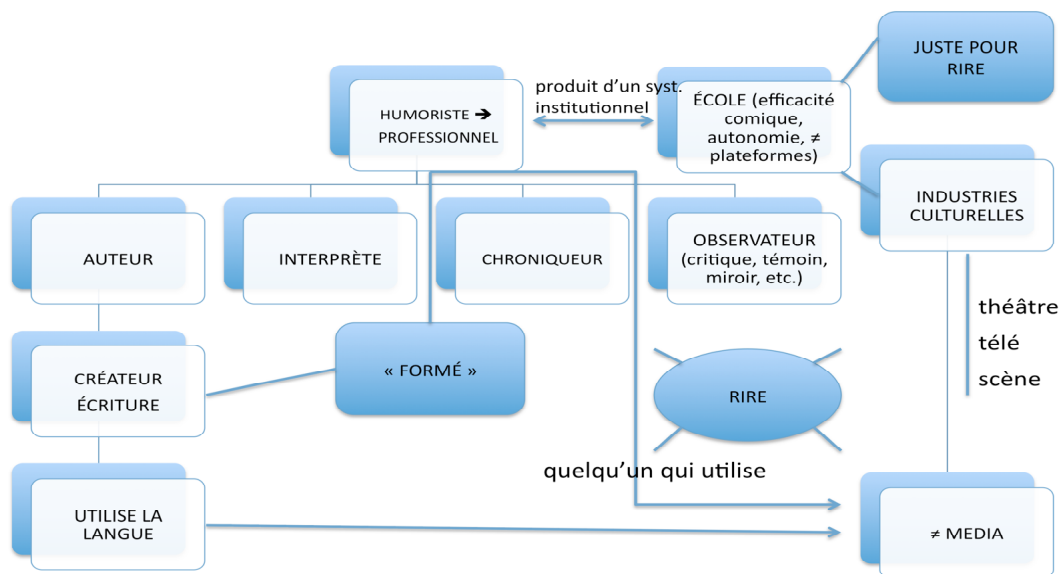 JUSTE POUR
RIRE
HUMORISTE ➔
PROFESSIONNEL
produit d’un syst.
institutionnel
ÉCOLE (efficacité
comique,
autonomie, ≠
plateformes)
INDUSTRIES
CULTURELLES
AUTEUR
INTERPRÈTE
CHRONIQUEUR
OBSERVATEUR
(critique, témoin,
miroir, etc.)
théâtre
télé
scène
CRÉATEUR
ÉCRITURE
« FORMÉ »
RIRE
quelqu’un qui utilise
UTILISE LA
LANGUE
≠ MEDIA